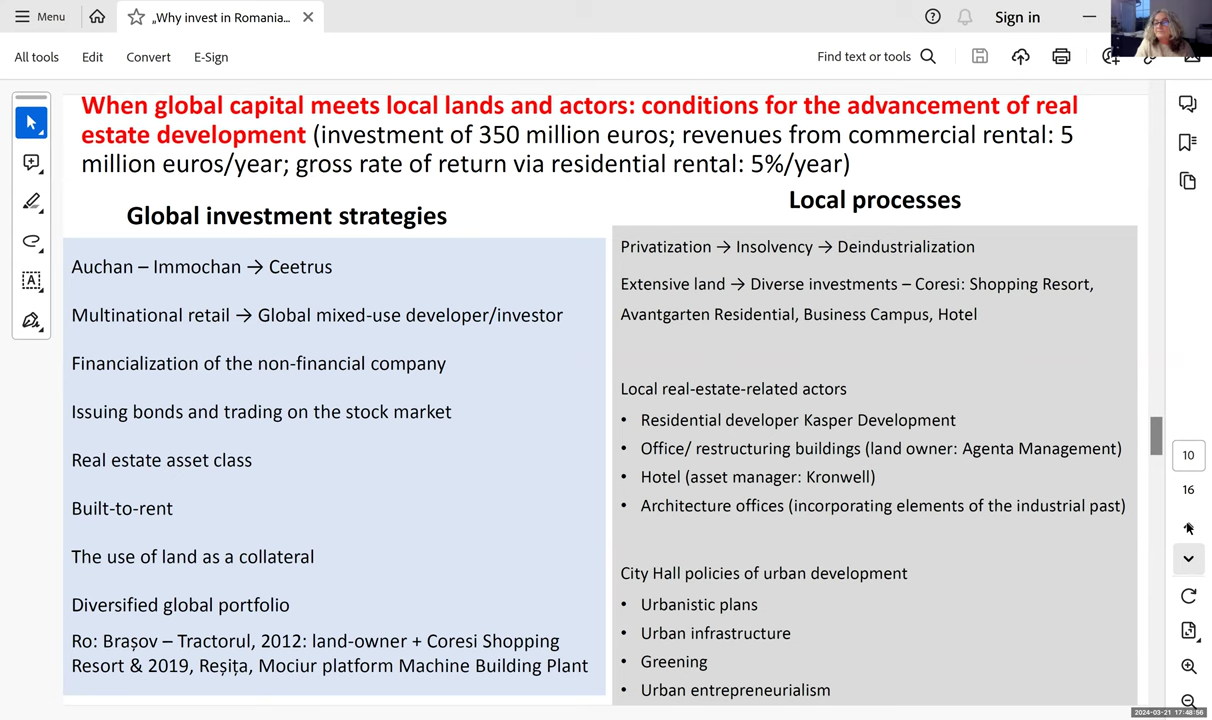 Menu
„Why invest in Romania...
Sign in
All tools
Edit
Convert
E-Sign
Find text or tools
When global capital meets local lands and actors: conditions for the advancement of real
estate development (investment of 350 million euros; revenues from commercial rental: 5
million euros/year; gross rate of return via residential rental: 5%/year)
Global investment strategies
Auchan – Immochan → Ceetrus
Multinational retail → Global mixed-use developer/investor
Financialization of the non-financial company
Issuing bonds and trading on the stock market
Real estate asset class
Built-to-rent
The use of land as a collateral
Diversified global portfolio
Ro: Brașov – Tractorul, 2012: land-owner + Coresi Shopping
Resort & 2019, Reșița, Mociur platform Machine Building Plant
Local processes
Privatization → Insolvency → Deindustrialization
Extensive land → Diverse investments – Coresi: Shopping Resort,
Avantgarten Residential, Business Campus, Hotel
Local real-estate-related actors
• Residential developer Kasper Development
• Office/ restructuring buildings (land owner: Agenta Management)
• Hotel (asset manager: Kronwell)
• Architecture offices (incorporating elements of the industrial past)
City Hall policies of urban development
• Urbanistic plans
• Urban infrastructure
• Greening
• Urban entrepreneurialism
10
16
2024-03-21 17:48:56